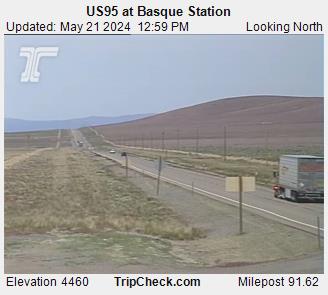 US95 at Basque Station
Updated: May 21 2024 12:59 PM Looking North
Elevation 4460 TripCheck.com Milepost 91.62